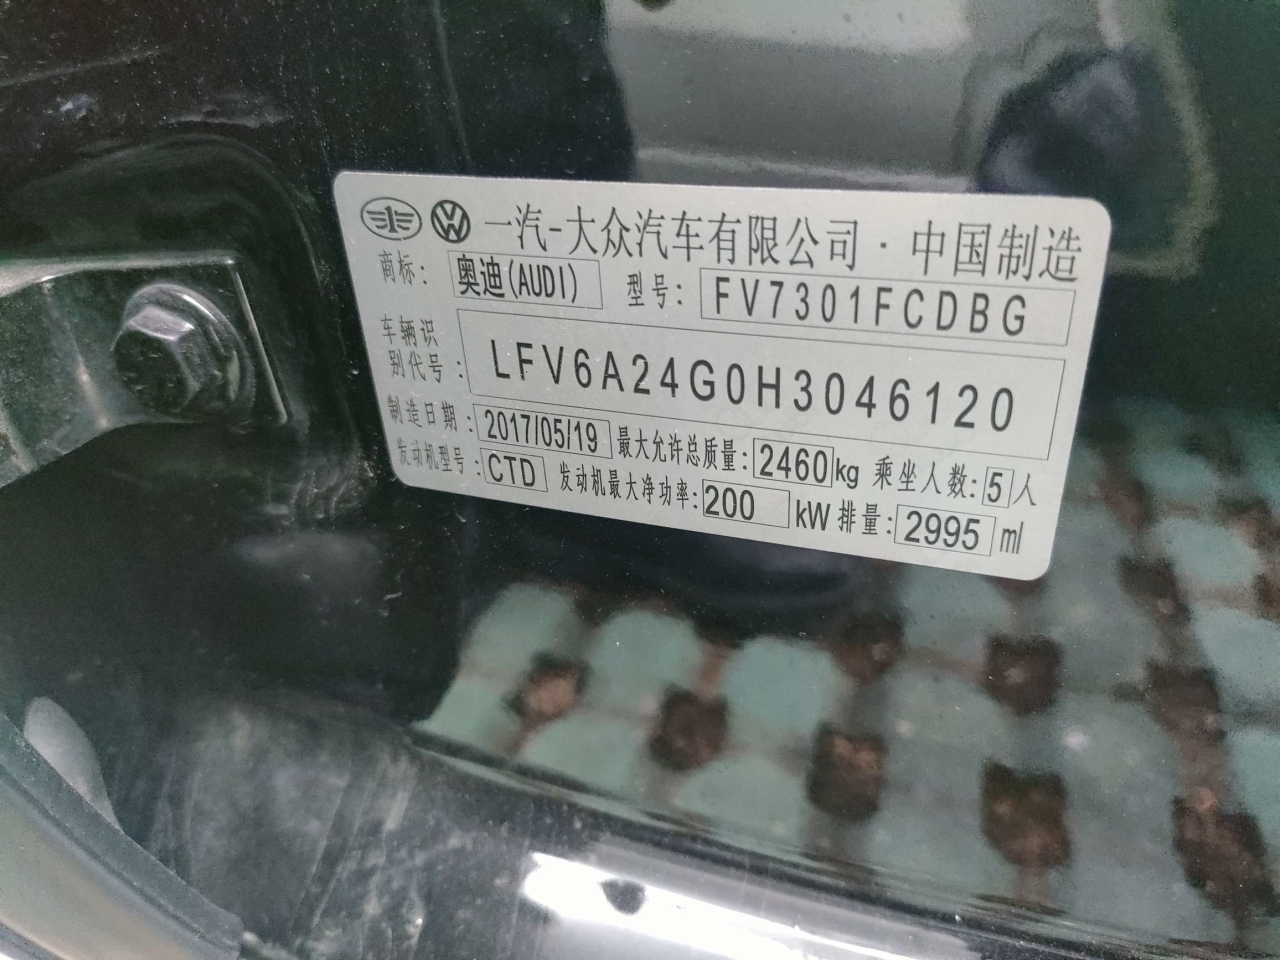 一汽-大众汽车有限公司·中国制造
商标: 奥迪(AUDI) 型号: FV7301FCDBG
车辆识别代号: LFV6A24G0H3046120
制造日期: 2017/05/19 最大允许总质量: 2460kg 乘坐人数: 5人
发动机型号: CTD 发动机最大净功率: 200 kW 排量: 2995 ml